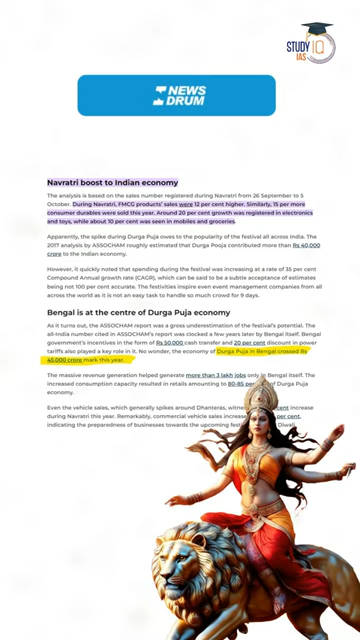 STUDY IQ
IAS
NEWS
DRUM
Navratri boost to Indian economy
The analysis is based on the sales number registered during Navratri from 26 September to 5
October. During Navratri, FMCG products' sales were 12 per cent higher. Similarly, 15 per more
consumer durables were sold this year. Around 20 per cent growth was registered in electronics
and toys, while about 10 per cent was seen in mobiles and groceries.
Apparently, the spike during Durga Puja owes to the popularity of the festival all across India. The
2017 analysis by ASSOCHAM roughly estimated that Durga Pooja contributed more than Rs 40,000
crore to the Indian economy.
However, it quickly noted that spending during the festival was increasing at a rate of 35 per cent
Compound Annual growth rate (CAGR), which can be said to be a subtle acceptance of estimates
being not 100 per cent accurate. The festivities inspire even event management companies from all
across the world as it is not an easy task to handle so much crowd for 9 days.
Bengal is at the centre of Durga Puja economy
As it turns out, the ASSOCHAM report was a gross underestimation of the festival's potential. The
all-India number cited in ASSOCHAM's report was clocked a few years later by Bengal itself. Bengal
government's incentives in the form of Rs 50,000 cash transfer and 20 per cent discount in power
tariffs also played a key role in it. No wonder, the economy of Durga Puja in Bengal crossed Rs
45,000 crore mark this year.
The massive revenue generation helped generate more than 3 lakh jobs only in Bengal itself. The
increased consumption capacity resulted in retails amounting to 80-85 of Durga Puja
economy.
Even the vehicle sales, which generally spikes around Dhanteras, cent increase
during Navratri this year. Remarkably, commercial vehicle sales per cent,
indicating the preparedness of businesses towards the upcoming Diwali.